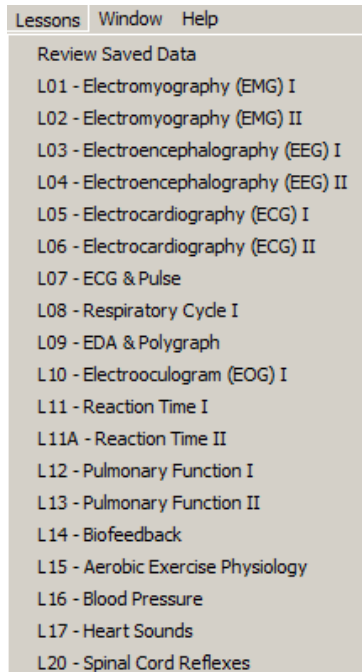 Lessons Window Help
Review Saved Data
L01 - Electromyography (EMG) I
L02 - Electromyography (EMG) II
L03 - Electroencephalography (EEG) I
L04 - Electroencephalography (EEG) II
L05 - Electrocardiography (ECG) I
L06 - Electrocardiography (ECG) II
L07 - ECG & Pulse
L08 - Respiratory Cycle I
L09 - EDA & Polygraph
L10 - Electrooculogram (EOG) I
L11 - Reaction Time I
L11A - Reaction Time II
L12 - Pulmonary Function I
L13 - Pulmonary Function II
L14 - Biofeedback
L15 - Aerobic Exercise Physiology
L16 - Blood Pressure
L17 - Heart Sounds
L20 - Spinal Cord Reflexes